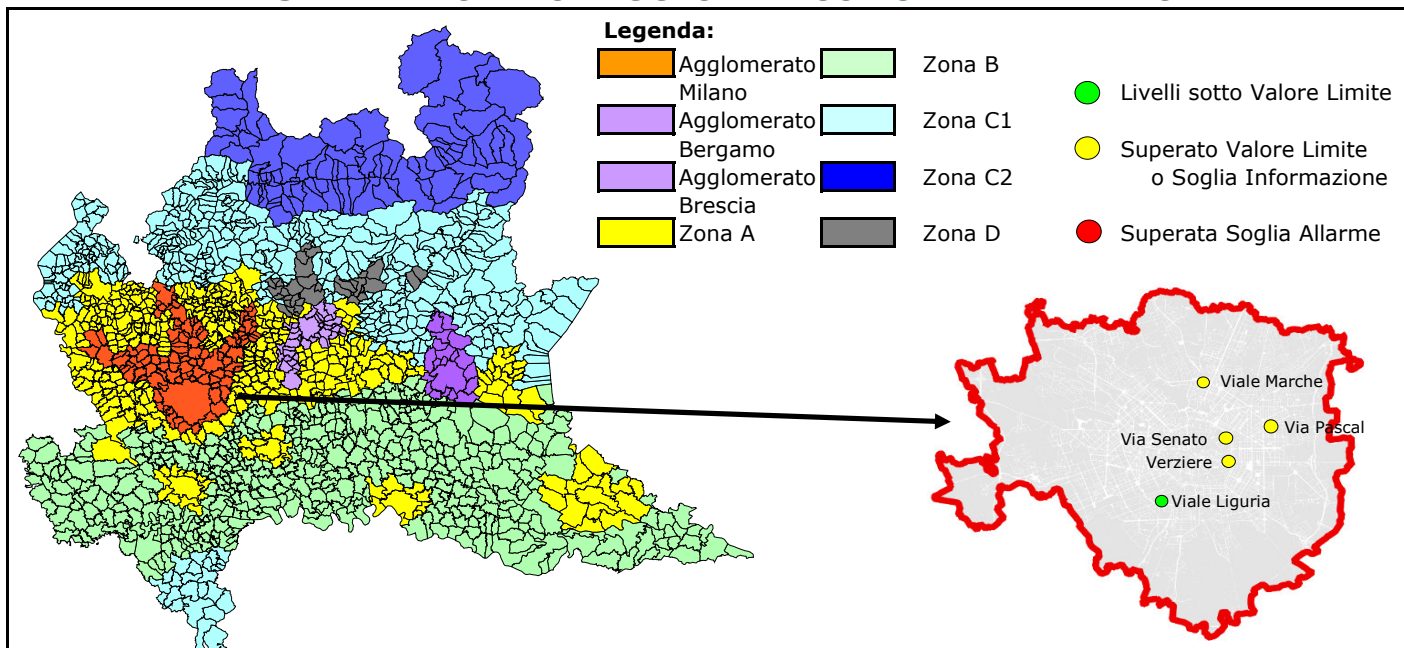 Legenda:
Agglomerato
Milano
Agglomerato
Bergamo
Agglomerato
Brescia
Zona A
Zona B
Zona C1
Zona C2
Zona D
Livelli sotto Valore Limite
Superato Valore Limite
o Soglia Informazione
Superata Soglia Allarme
Viale Marche
Via Pascal
Via Senato
Verziere
Viale Liguria